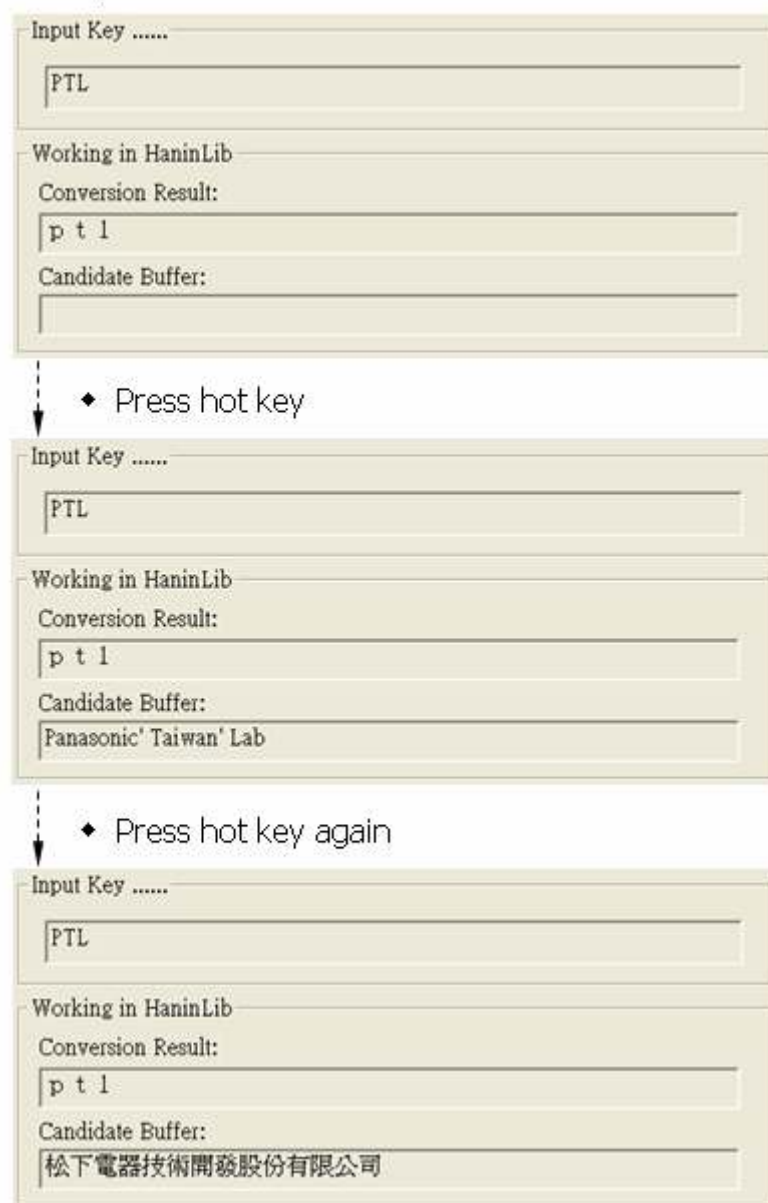 Input Key ......
PTL
Working in HaninLib
Conversion Result:
p t l
Candidate Buffer:
◆ Press hot key
Input Key ......
PTL
Working in HaninLib
Conversion Result:
p t l
Candidate Buffer:
Panasonic' Taiwan' Lab
◆ Press hot key again
Input Key ......
PTL
Working in HaninLib
Conversion Result:
p t l
Candidate Buffer:
松下電器技術開發股份有限公司